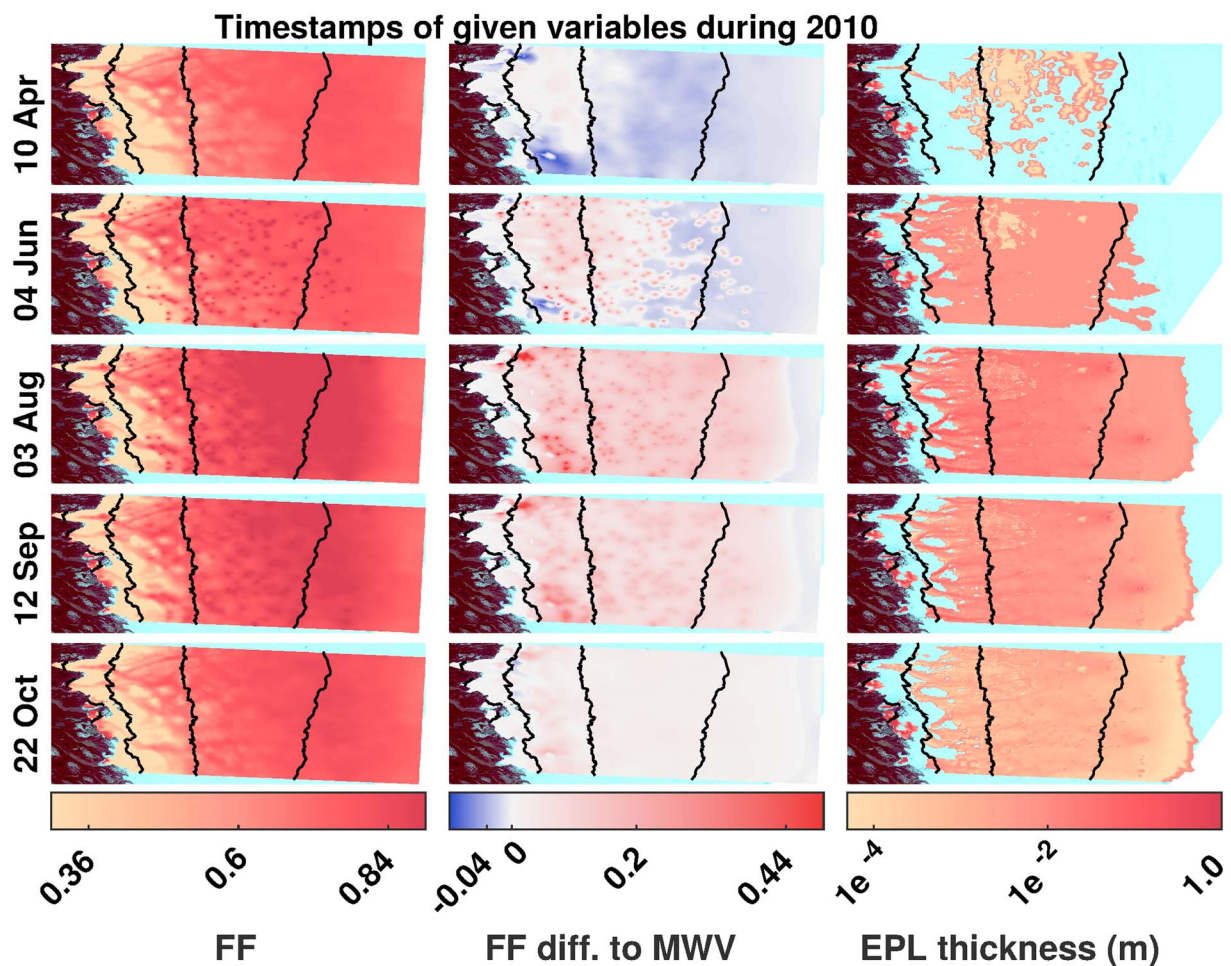 Timestamps of given variables during 2010
10 Apr
04 Jun
03 Aug
12 Sep
22 Oct
0.36 0.6 0.84
-0.04 0 0.2 0.44
1e-4 1e-2 1.0
FF
FF diff. to MWV
EPL thickness (m)